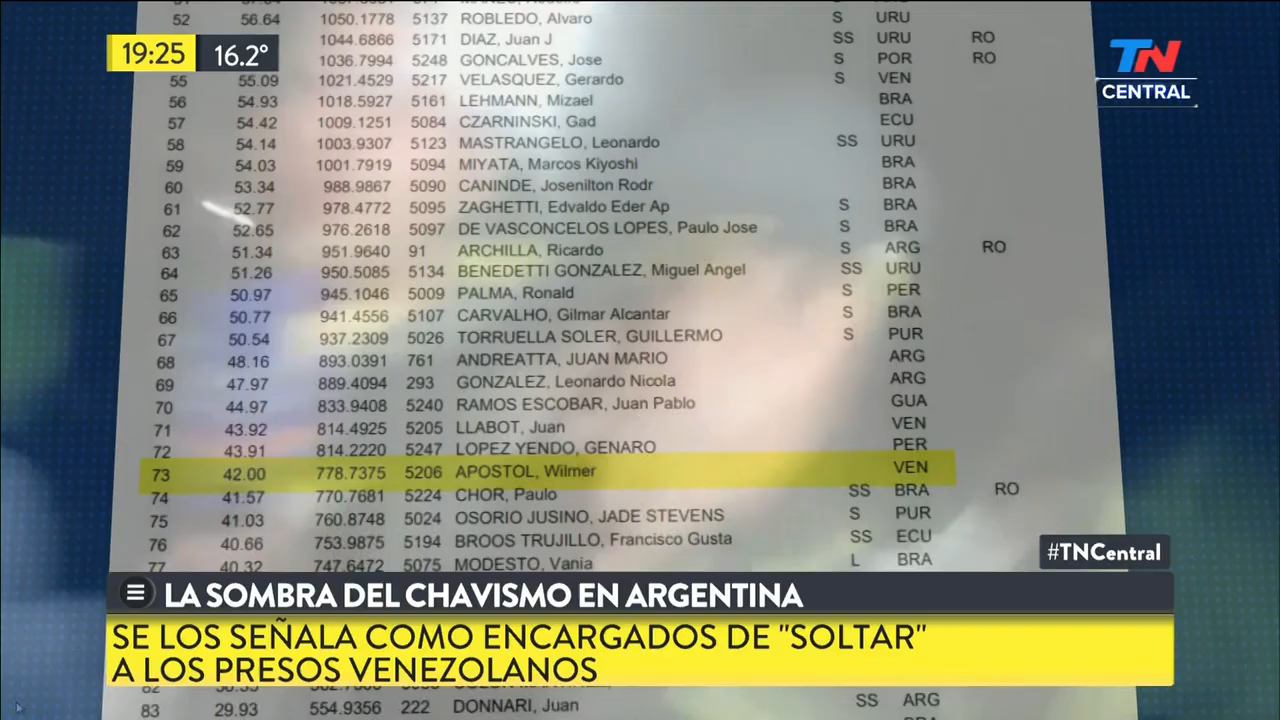 52 56.64 1050.1778 5137 ROBLEDO, Alvaro S URU
1044.6866 5171 DIAZ, Juan J SS URU RO
1036.7994 5248 GONCALVES, Jose S POR RO
55 55.09 1021.4529 5217 VELASQUEZ, Gerardo S VEN
56 54.93 1018.5927 5161 LEHMANN, Mizael BRA
57 54.42 1009.1251 5084 CZARNINSKI, Gad ECU
58 54.14 1003.9307 5123 MASTRANGELO, Leonardo SS URU
59 54.03 1001.7919 5094 MIYATA, Marcos Kiyoshi BRA
60 53.34 988.9867 5090 CANINDE, Josenilton Rodr BRA
61 52.77 978.4772 5095 ZAGHETTI, Edvaldo Eder Ap S BRA
62 52.65 976.2618 5097 DE VASCONCELOS LOPES, Paulo Jose S BRA
63 51.34 951.9640 91 ARCHILLA, Ricardo S ARG RO
64 51.26 950.5085 5134 BENEDETTI GONZALEZ, Miguel Angel SS URU
65 50.97 945.1046 5009 PALMA, Ronald S PER
66 50.77 941.4556 5107 CARVALHO, Gilmar Alcantar S BRA
67 50.54 937.2309 5026 TORRUELLA SOLER, GUILLERMO S PUR
68 48.16 893.0391 761 ANDREATTA, JUAN MARIO ARG
69 47.97 889.4094 293 GONZALEZ, Leonardo Nicola ARG
70 44.97 833.9408 5240 RAMOS ESCOBAR, Juan Pablo GUA
71 43.92 814.4925 5205 LLABOT, Juan VEN
72 43.91 814.2220 5247 LOPEZ YENDO, GENARO PER
73 42.00 778.7375 5206 APOSTOL, Wilmer VEN
74 41.57 770.7681 5224 CHOR, Paulo SS BRA RO
75 41.03 760.8748 5024 OSORIO JUSINO, JADE STEVENS S PUR
76 40.66 753.9875 5194 BROOS TRUJILLO, Francisco Gusta SS ECU
77 40.32 747.6472 5075 MODESTO, Vania L BRA
83 29.93 554.9356 222 DONNARI, Juan SS ARG
19:25 16.2°
TN
CENTRAL
#TNCentral
LA SOMBRA DEL CHAVISMO EN ARGENTINA
SE LOS SEÑALA COMO ENCARGADOS DE "SOLTAR"
A LOS PRESOS VENEZOLANOS